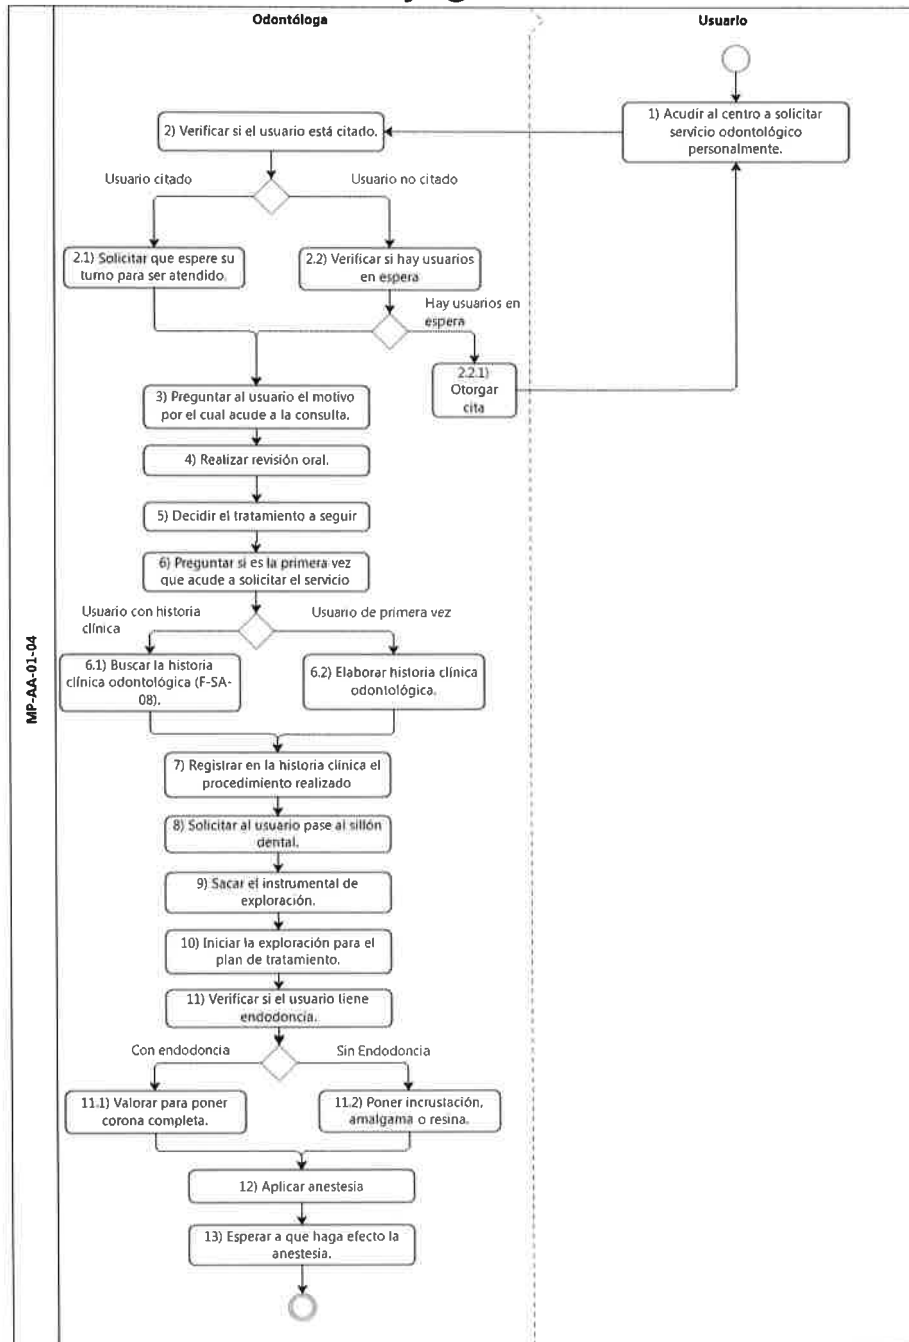 Odontóloga
Usuario
1) Acudir al centro a solicitar
servicio odontológico
personalmente.
2) Verificar si el usuario está citado.
Usuario citado
Usuario no citado
2.1) Solicitar que espere su
turno para ser atendido.
2.2) Verificar si hay usuarios
en espera
Hay usuarios en
espera
2.2.1)
Otorgar
cita
3) Preguntar al usuario el motivo
por el cual acude a la consulta.
4) Realizar revisión oral.
5) Decidir el tratamiento a seguir
6) Preguntar si es la primera vez
que acude a solicitar el servicio
Usuario con historia
clínica
Usuario de primera vez
6.1) Buscar la historia
clínica odontológica (F-SA-
08).
6.2) Elaborar historia clínica
odontológica.
MP-AA-01-04
7) Registrar en la historia clínica el
procedimiento realizado
8) Solicitar al usuario pase al sillón
dental.
9) Sacar el instrumental de
exploración.
10) Iniciar la exploración para el
plan de tratamiento.
11) Verificar si el usuario tiene
endodoncia.
Con endodoncia
Sin Endodoncia
11.1) Valorar para poner
corona completa.
11.2) Poner incrustación,
amalgama o resina.
12) Aplicar anestesia
13) Esperar a que haga efecto la
anestesia.